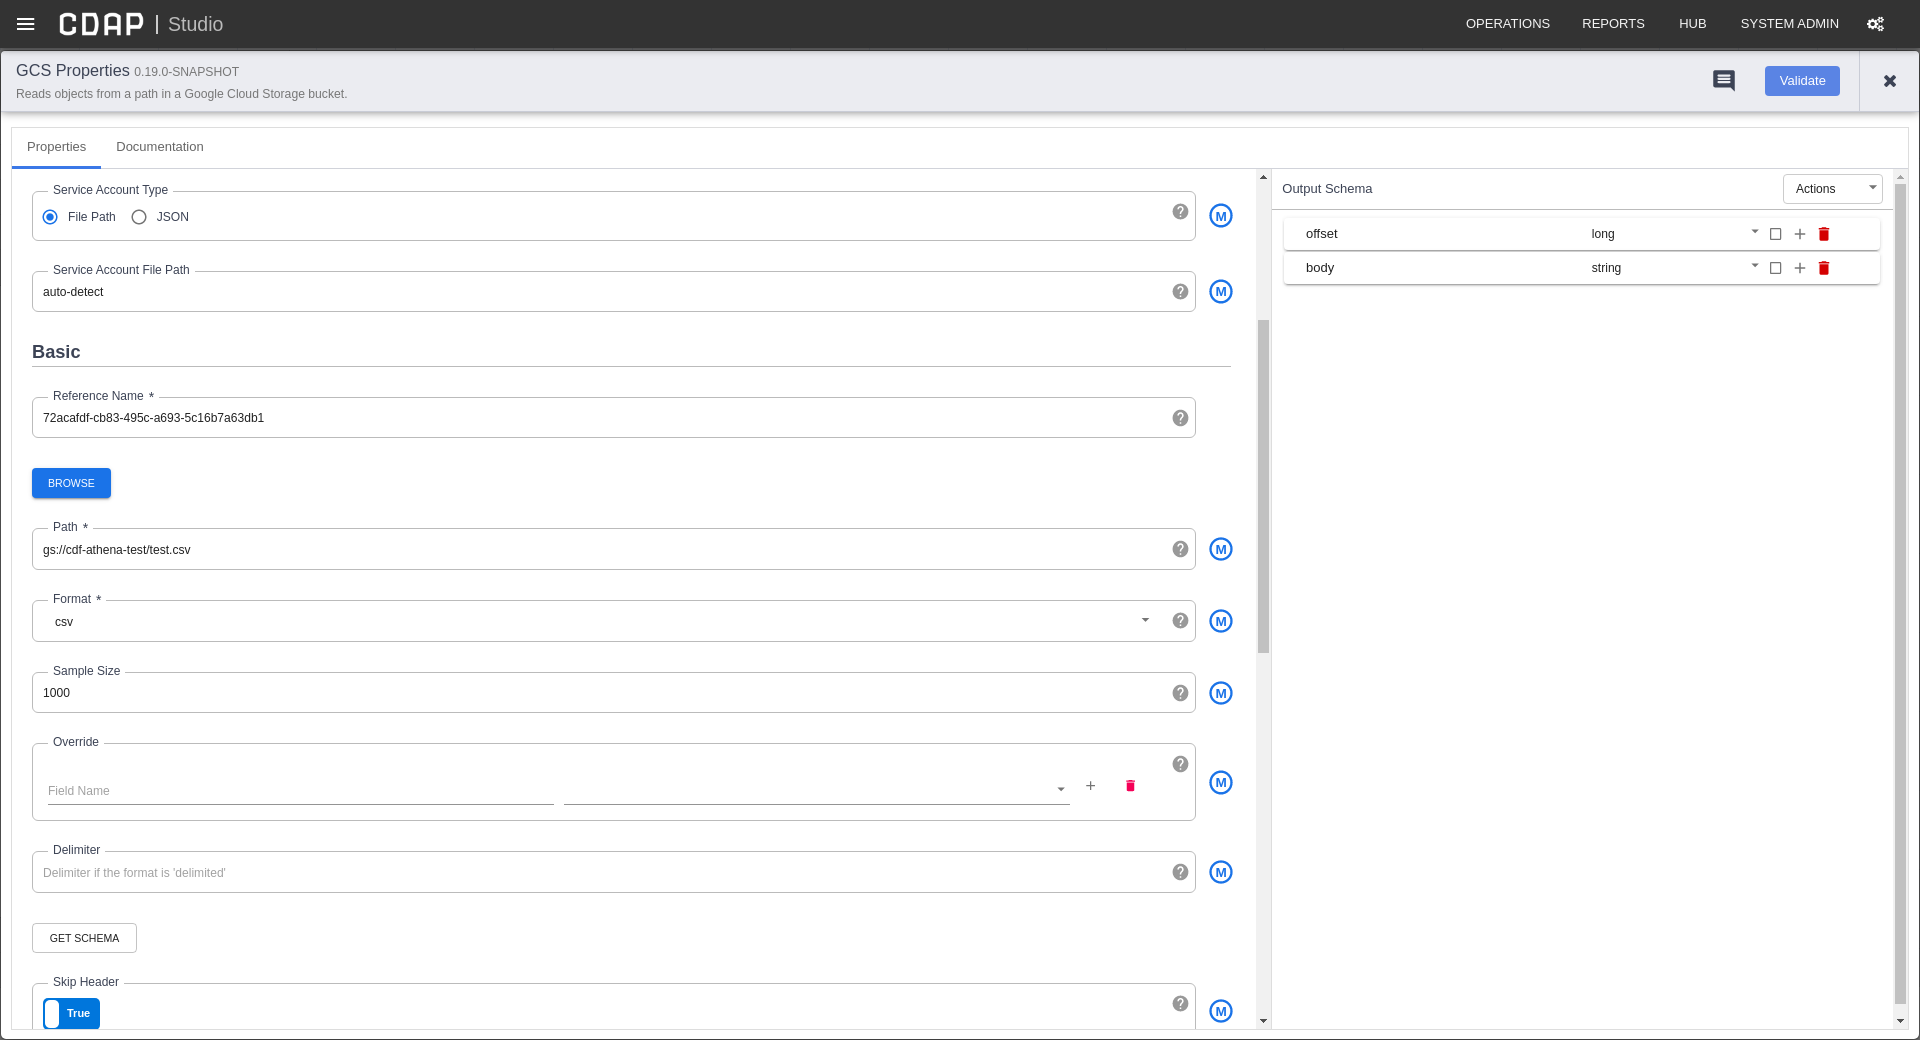 CDAP | Studio OPERATIONS REPORTS HUB SYSTEM ADMIN
GCS Properties 0.19.0-SNAPSHOT
Reads objects from a path in a Google Cloud Storage bucket.
Validate
Properties Documentation
Service Account Type
File Path JSON
M
Service Account File Path
auto-detect
M
Basic
Reference Name *
72acafdf-cb83-495c-a693-5c16b7a63db1
BROWSE
Path *
gs://cdf-athena-test/test.csv
M
Format *
csv
M
Sample Size
1000
M
Override
Field Name
M
Delimiter
Delimiter if the format is 'delimited'
M
GET SCHEMA
Skip Header
True
M
Output Schema Actions
offset long
body string